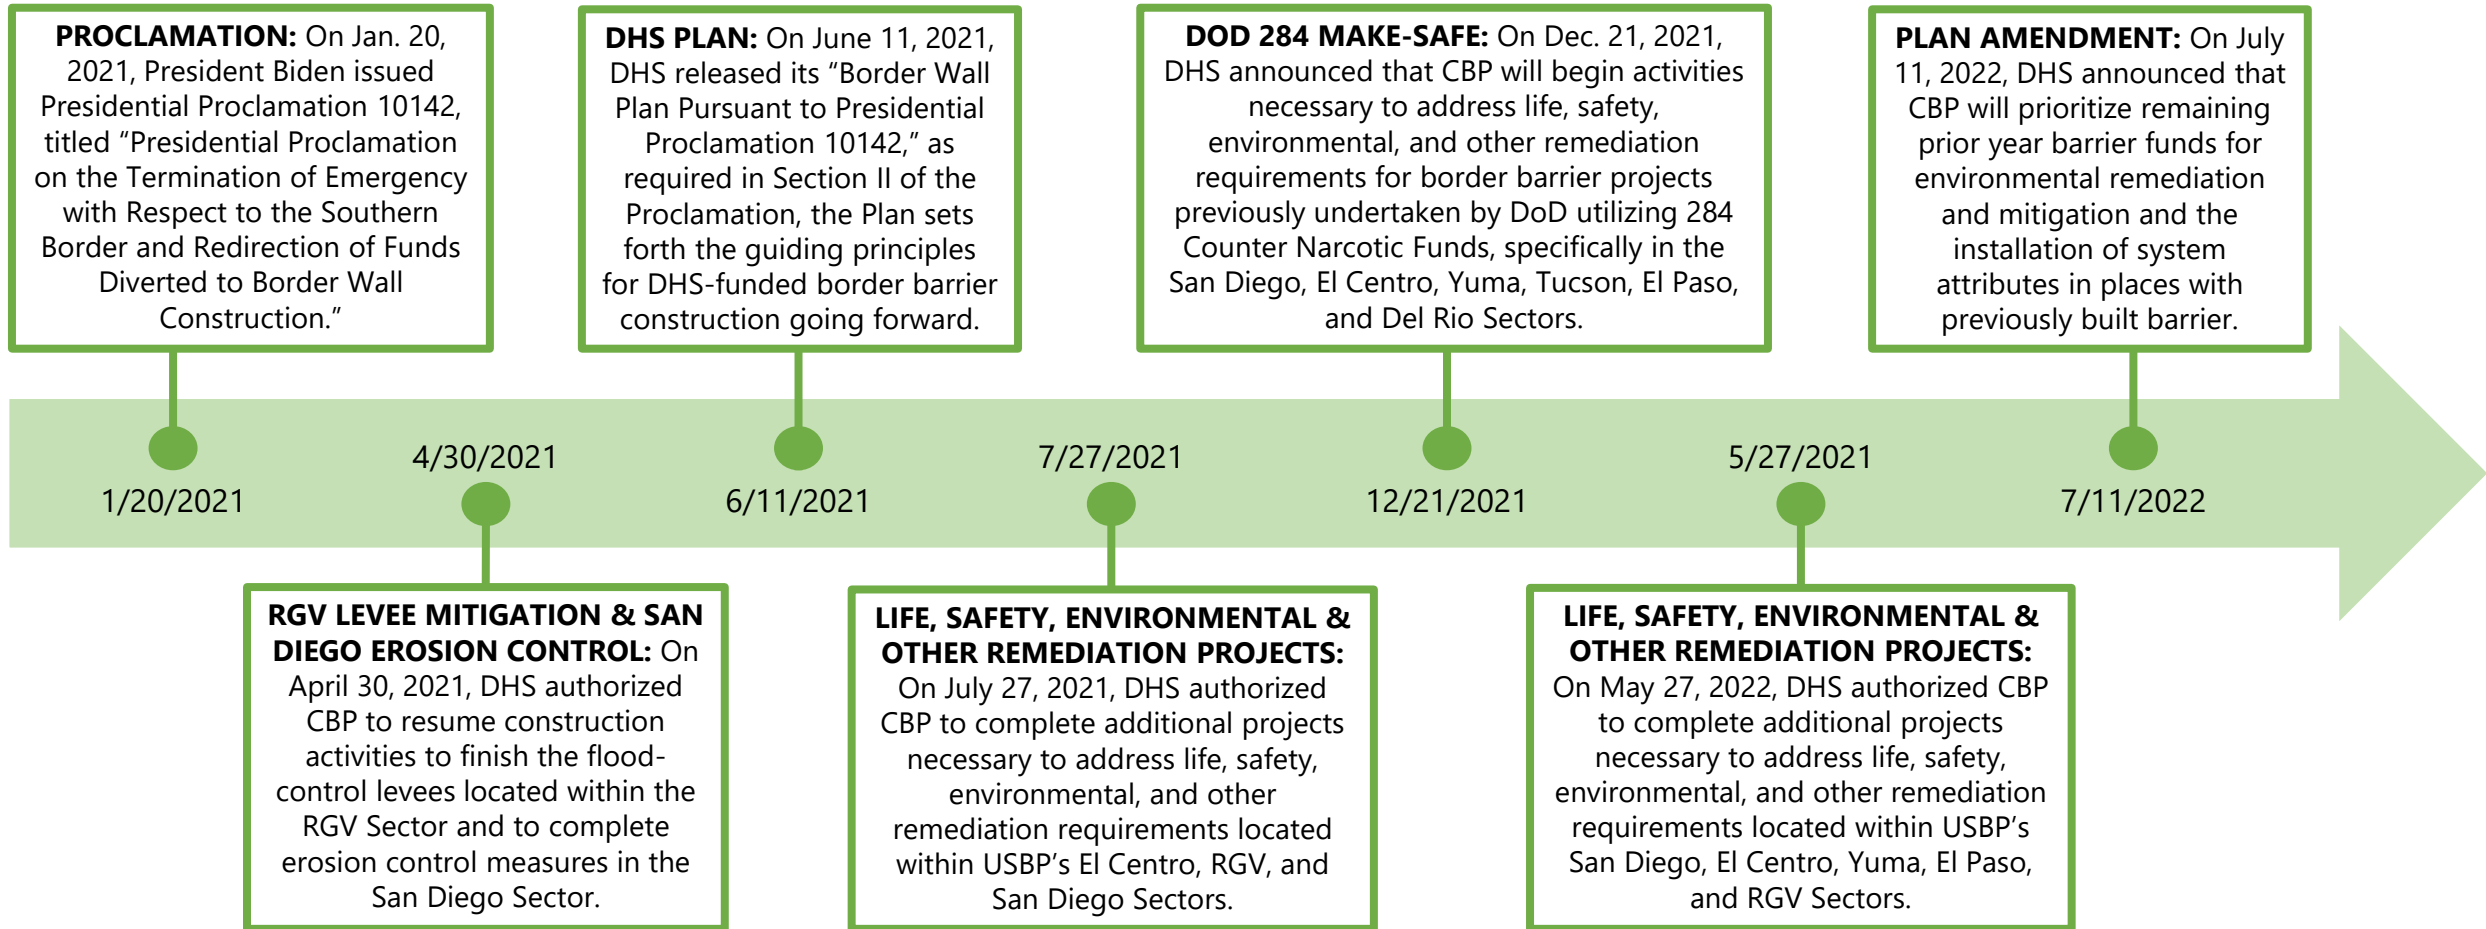 PROCLAMATION: On Jan. 20,
2021, President Biden issued
Presidential Proclamation 10142,
titled “Presidential Proclamation
on the Termination of Emergency
with Respect to the Southern
Border and Redirection of Funds
Diverted to Border Wall
Construction.”
DHS PLAN: On June 11, 2021,
DHS released its “Border Wall
Plan Pursuant to Presidential
Proclamation 10142,” as
required in Section II of the
Proclamation, the Plan sets
forth the guiding principles
for DHS-funded border barrier
construction going forward.
DOD 284 MAKE-SAFE: On Dec. 21, 2021,
DHS announced that CBP will begin activities
necessary to address life, safety,
environmental, and other remediation
requirements for border barrier projects
previously undertaken by DoD utilizing 284
Counter Narcotic Funds, specifically in the
San Diego, El Centro, Yuma, Tucson, El Paso,
and Del Rio Sectors.
PLAN AMENDMENT: On July
11, 2022, DHS announced that
CBP will prioritize remaining
prior year barrier funds for
environmental remediation
and mitigation and the
installation of system
attributes in places with
previously built barrier.
1/20/2021
4/30/2021
6/11/2021
7/27/2021
12/21/2021
5/27/2021
7/11/2022
RGV LEVEE MITIGATION & SAN
DIEGO EROSION CONTROL: On
April 30, 2021, DHS authorized
CBP to resume construction
activities to finish the flood-
control levees located within the
RGV Sector and to complete
erosion control measures in the
San Diego Sector.
LIFE, SAFETY, ENVIRONMENTAL &
OTHER REMEDIATION PROJECTS:
On July 27, 2021, DHS authorized
CBP to complete additional projects
necessary to address life, safety,
environmental, and other
remediation requirements located
within USBP’s El Centro, RGV, and
San Diego Sectors.
LIFE, SAFETY, ENVIRONMENTAL &
OTHER REMEDIATION PROJECTS:
On May 27, 2022, DHS authorized CBP
to complete additional projects
necessary to address life, safety,
environmental, and other remediation
requirements located within USBP’s
San Diego, El Centro, Yuma, El Paso,
and RGV Sectors.